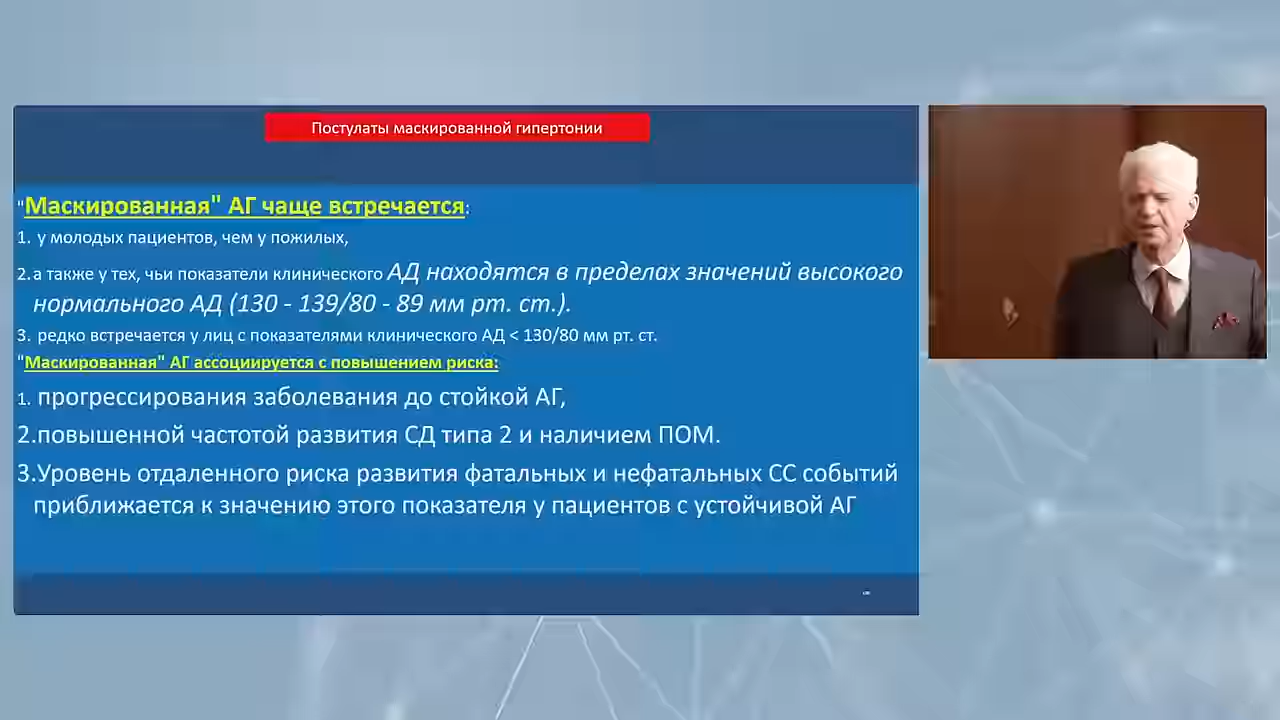 Постулаты маскированной гипертонии
"Маскированная" АГ чаще встречается:
1. у молодых пациентов, чем у пожилых,
2.а также у тех, чьи показатели клинического АД находятся в пределах значений высокого
нормального АД (130 - 139/80 - 89 мм рт. ст.).
3. редко встречается у лиц с показателями клинического АД < 130/80 мм рт. ст.
"Маскированная" АГ ассоциируется с повышением риска:
1. прогрессирования заболевания до стойкой АГ,
2.повышенной частотой развития СД типа 2 и наличием ПОМ.
3.Уровень отдаленного риска развития фатальных и нефатальных СС событий
приближается к значению этого показателя у пациентов с устойчивой АГ